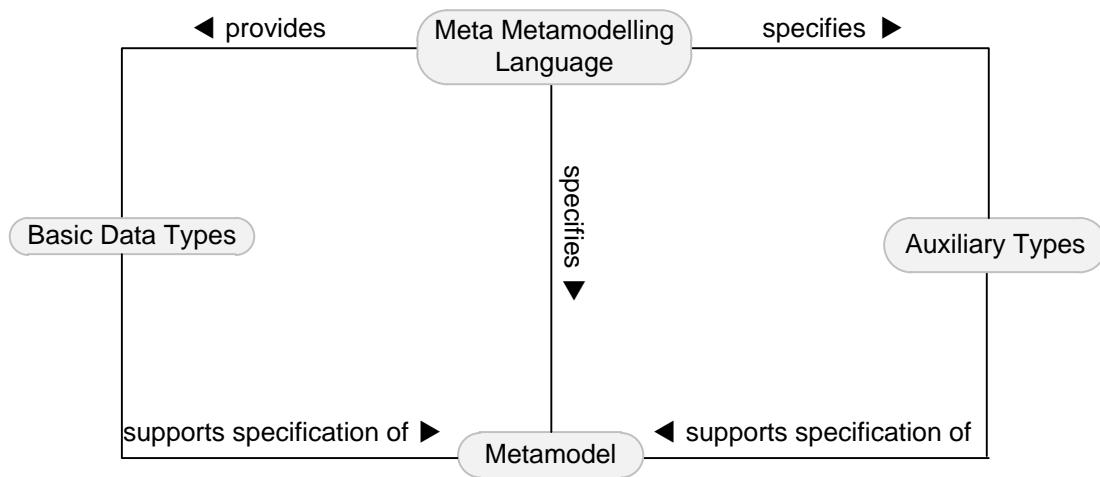 ◄ provides
Meta Metamodelling
Language
specifies ►
specifies ▼
Basic Data Types
Auxiliary Types
supports specification of ►
Metamodel
◄ supports specification of